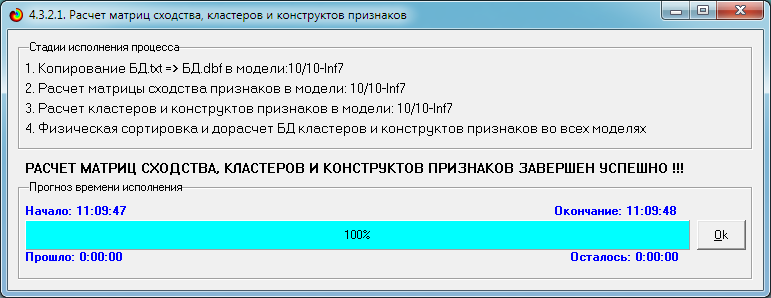 4.3.2.1. Расчет матриц сходства, кластеров и конструктов признаков
Стадии исполнения процесса
1. Копирование БД.txt => БД.dbf в модели:10/10-Inf7
2. Расчет матрицы сходства признаков в модели: 10/10-Inf7
3. Расчет кластеров и конструктов признаков в модели: 10/10-Inf7
4. Физическая сортировка и дорасчет БД кластеров и конструктов признаков во всех моделях
РАСЧЕТ МАТРИЦ СХОДСТВА, КЛАСТЕРОВ И КОНСТРУКТОВ ПРИЗНАКОВ ЗАВЕРШЕН УСПЕШНО !!!
Прогноз времени исполнения
Начало: 11:09:47 Окончание: 11:09:48
100% Ok
Прошло: 0:00:00 Осталось: 0:00:00